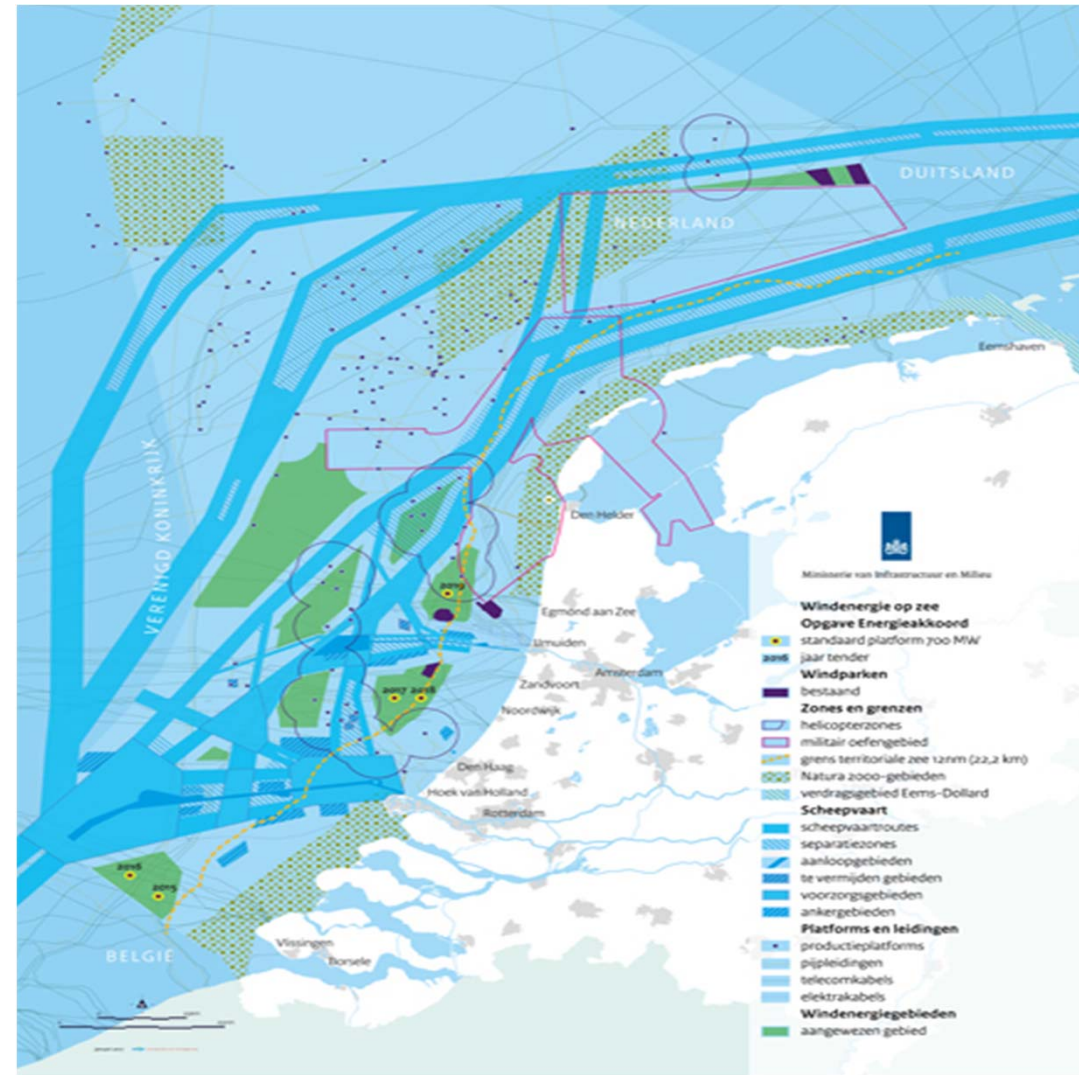 DUITSLAND
NEDERLAND
Eemshaven
VERENIGD KONINKRIJK
Den Helder
2019
Egmond aan Zee
IJmuiden
Amsterdam
Zandvoort
2017 2018
Noordwijk
Den Haag
Hoek van Holland
Rotterdam
2016
2015
BELGIË
Vlissingen
Borsele
Ministerie van Infrastructuur en Milieu
Windenergie op zee
Opgave Energieakkoord
standaard platform 700 MW
2016 jaar tender
Windparken
bestaand
Zones en grenzen
helicopterzones
militair oefengebied
grens territoriale zee 12nm (22,2 km)
Natura 2000-gebieden
verdragsgebied Eems-Dollard
Scheepvaart
scheepvaartroutes
separatiezones
aanloopgebieden
te vermijden gebieden
voorzorgsgebieden
ankergebieden
Platforms en leidingen
productieplatforms
pijpleidingen
telecomkabels
elektrakabels
Windenergiegebieden
aangewezen gebied